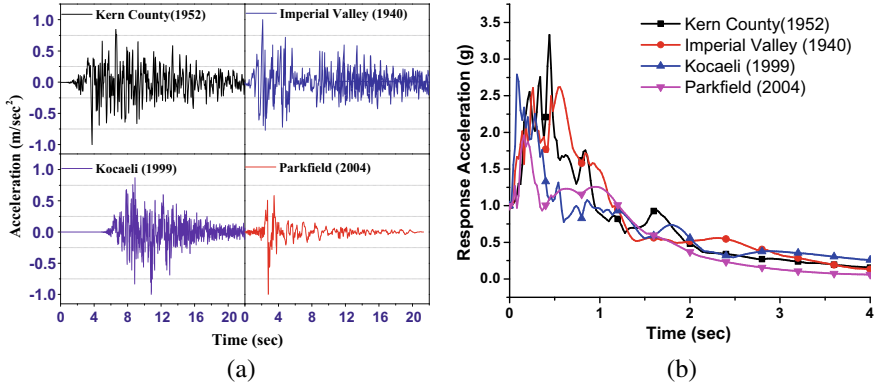 (a)
Kern County(1952)
Imperial Valley (1940)
Kocaeli (1999)
Parkfield (2004)
Acceleration (m/sec²)
1.0
0.5
0.0
-0.5
-1.0
1.0
0.5
0.0
-0.5
-1.0
0 4 8 12 16 20 0 4 8 12 16 20
Time (sec)
(a)
Kern County(1952)
Imperial Valley (1940)
Kocaeli (1999)
Parkfield (2004)
Response Acceleration (g)
3.5
3.0
2.5
2.0
1.5
1.0
0.5
0.0
0 1 2 3 4
Time (sec)
(b)